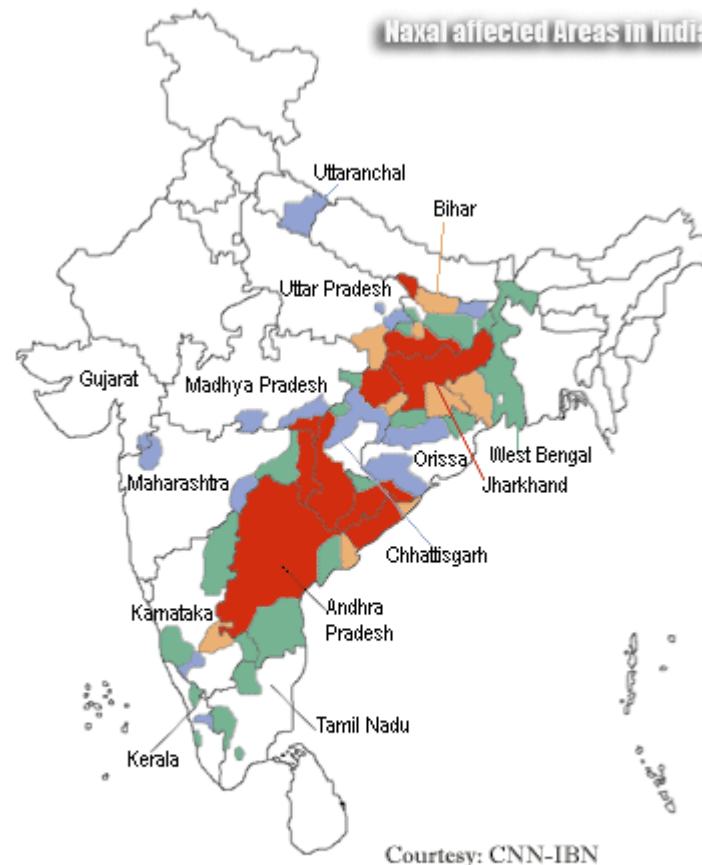 Naxal affected Areas in India
Uttaranchal
Bihar
Uttar Pradesh
Gujarat
Madhya Pradesh
Maharashtra
Orissa
West Bengal
Jharkhand
Chhattisgarh
Karnataka
Andhra
Pradesh
Tamil Nadu
Kerala
Courtesy: CNN-IBN